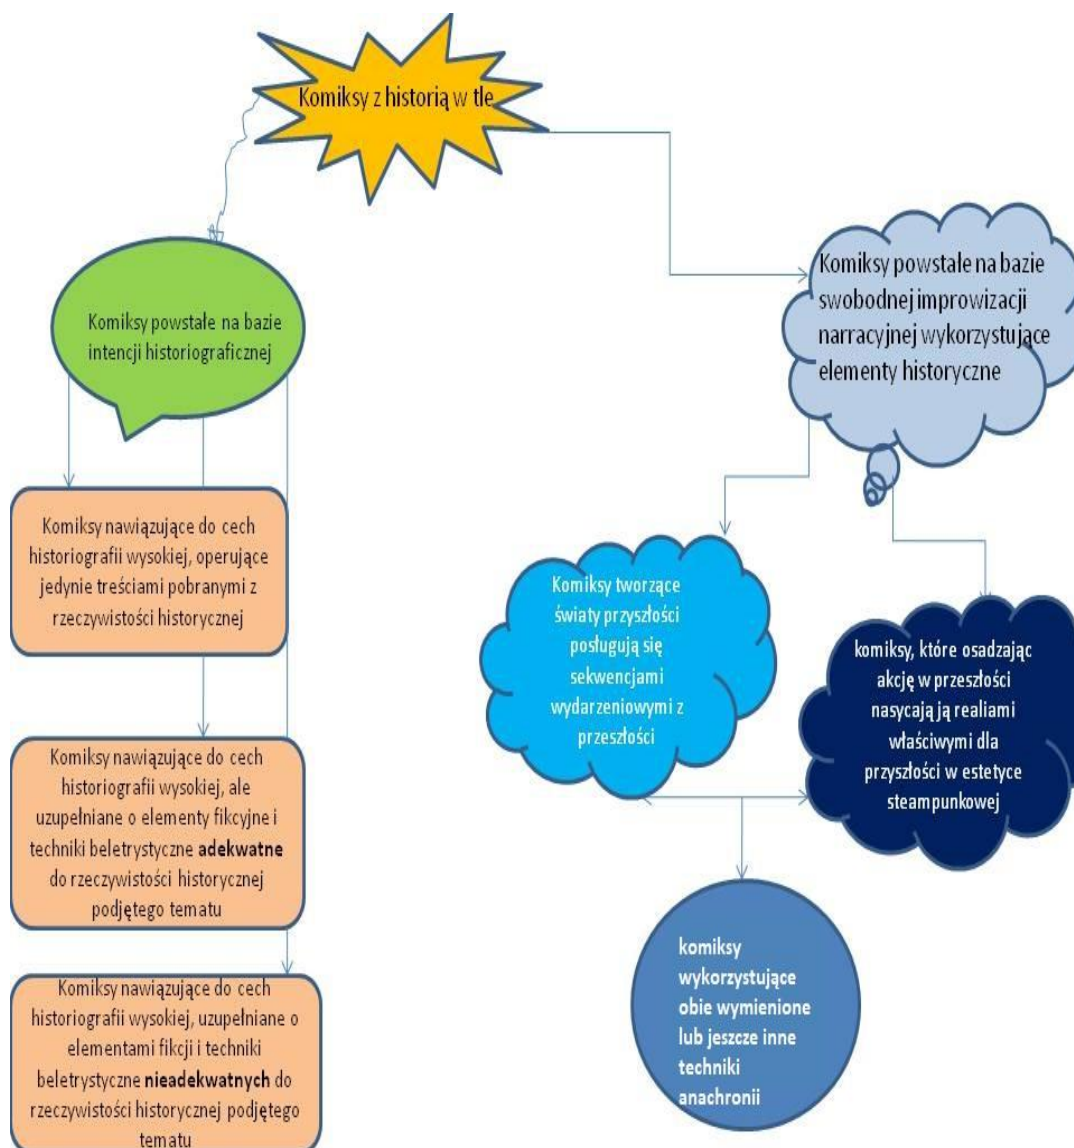 Komiksy z historią w tle
Komiksy powstałe na bazie
intencji historiograficznej
Komiksy powstałe na bazie
swobodnej improwizacji
narracyjnej wykorzystujące
elementy historyczne
Komiksy nawiązujące do cech
historiografii wysokiej, operujące
jedynie treściami pobranymi z
rzeczywistości historycznej
Komiksy nawiązujące do cech
historiografii wysokiej, ale
uzupełniane o elementy fikcyjne i
techniki beletrystyczne adekwatne
do rzeczywistości historycznej
podjętego tematu
Komiksy nawiązujące do cech
historiografii wysokiej, uzupełniane o
elementami fikcji i techniki
beletrystyczne nieadekwatnych do
rzeczywistości historycznej podjętego
tematu
Komiksy tworzące
światy przyszłości
posługują się
sekwencjami
wydarzeniowymi z
przeszłości
komiksy, które osadzając
akcję w przeszłości
nasycają ją realiami
właściwymi dla
przyszłości w estetyce
steampunkowej
komiksy
wykorzystujące
obie wymienione
lub jeszcze inne
techniki
anachronii